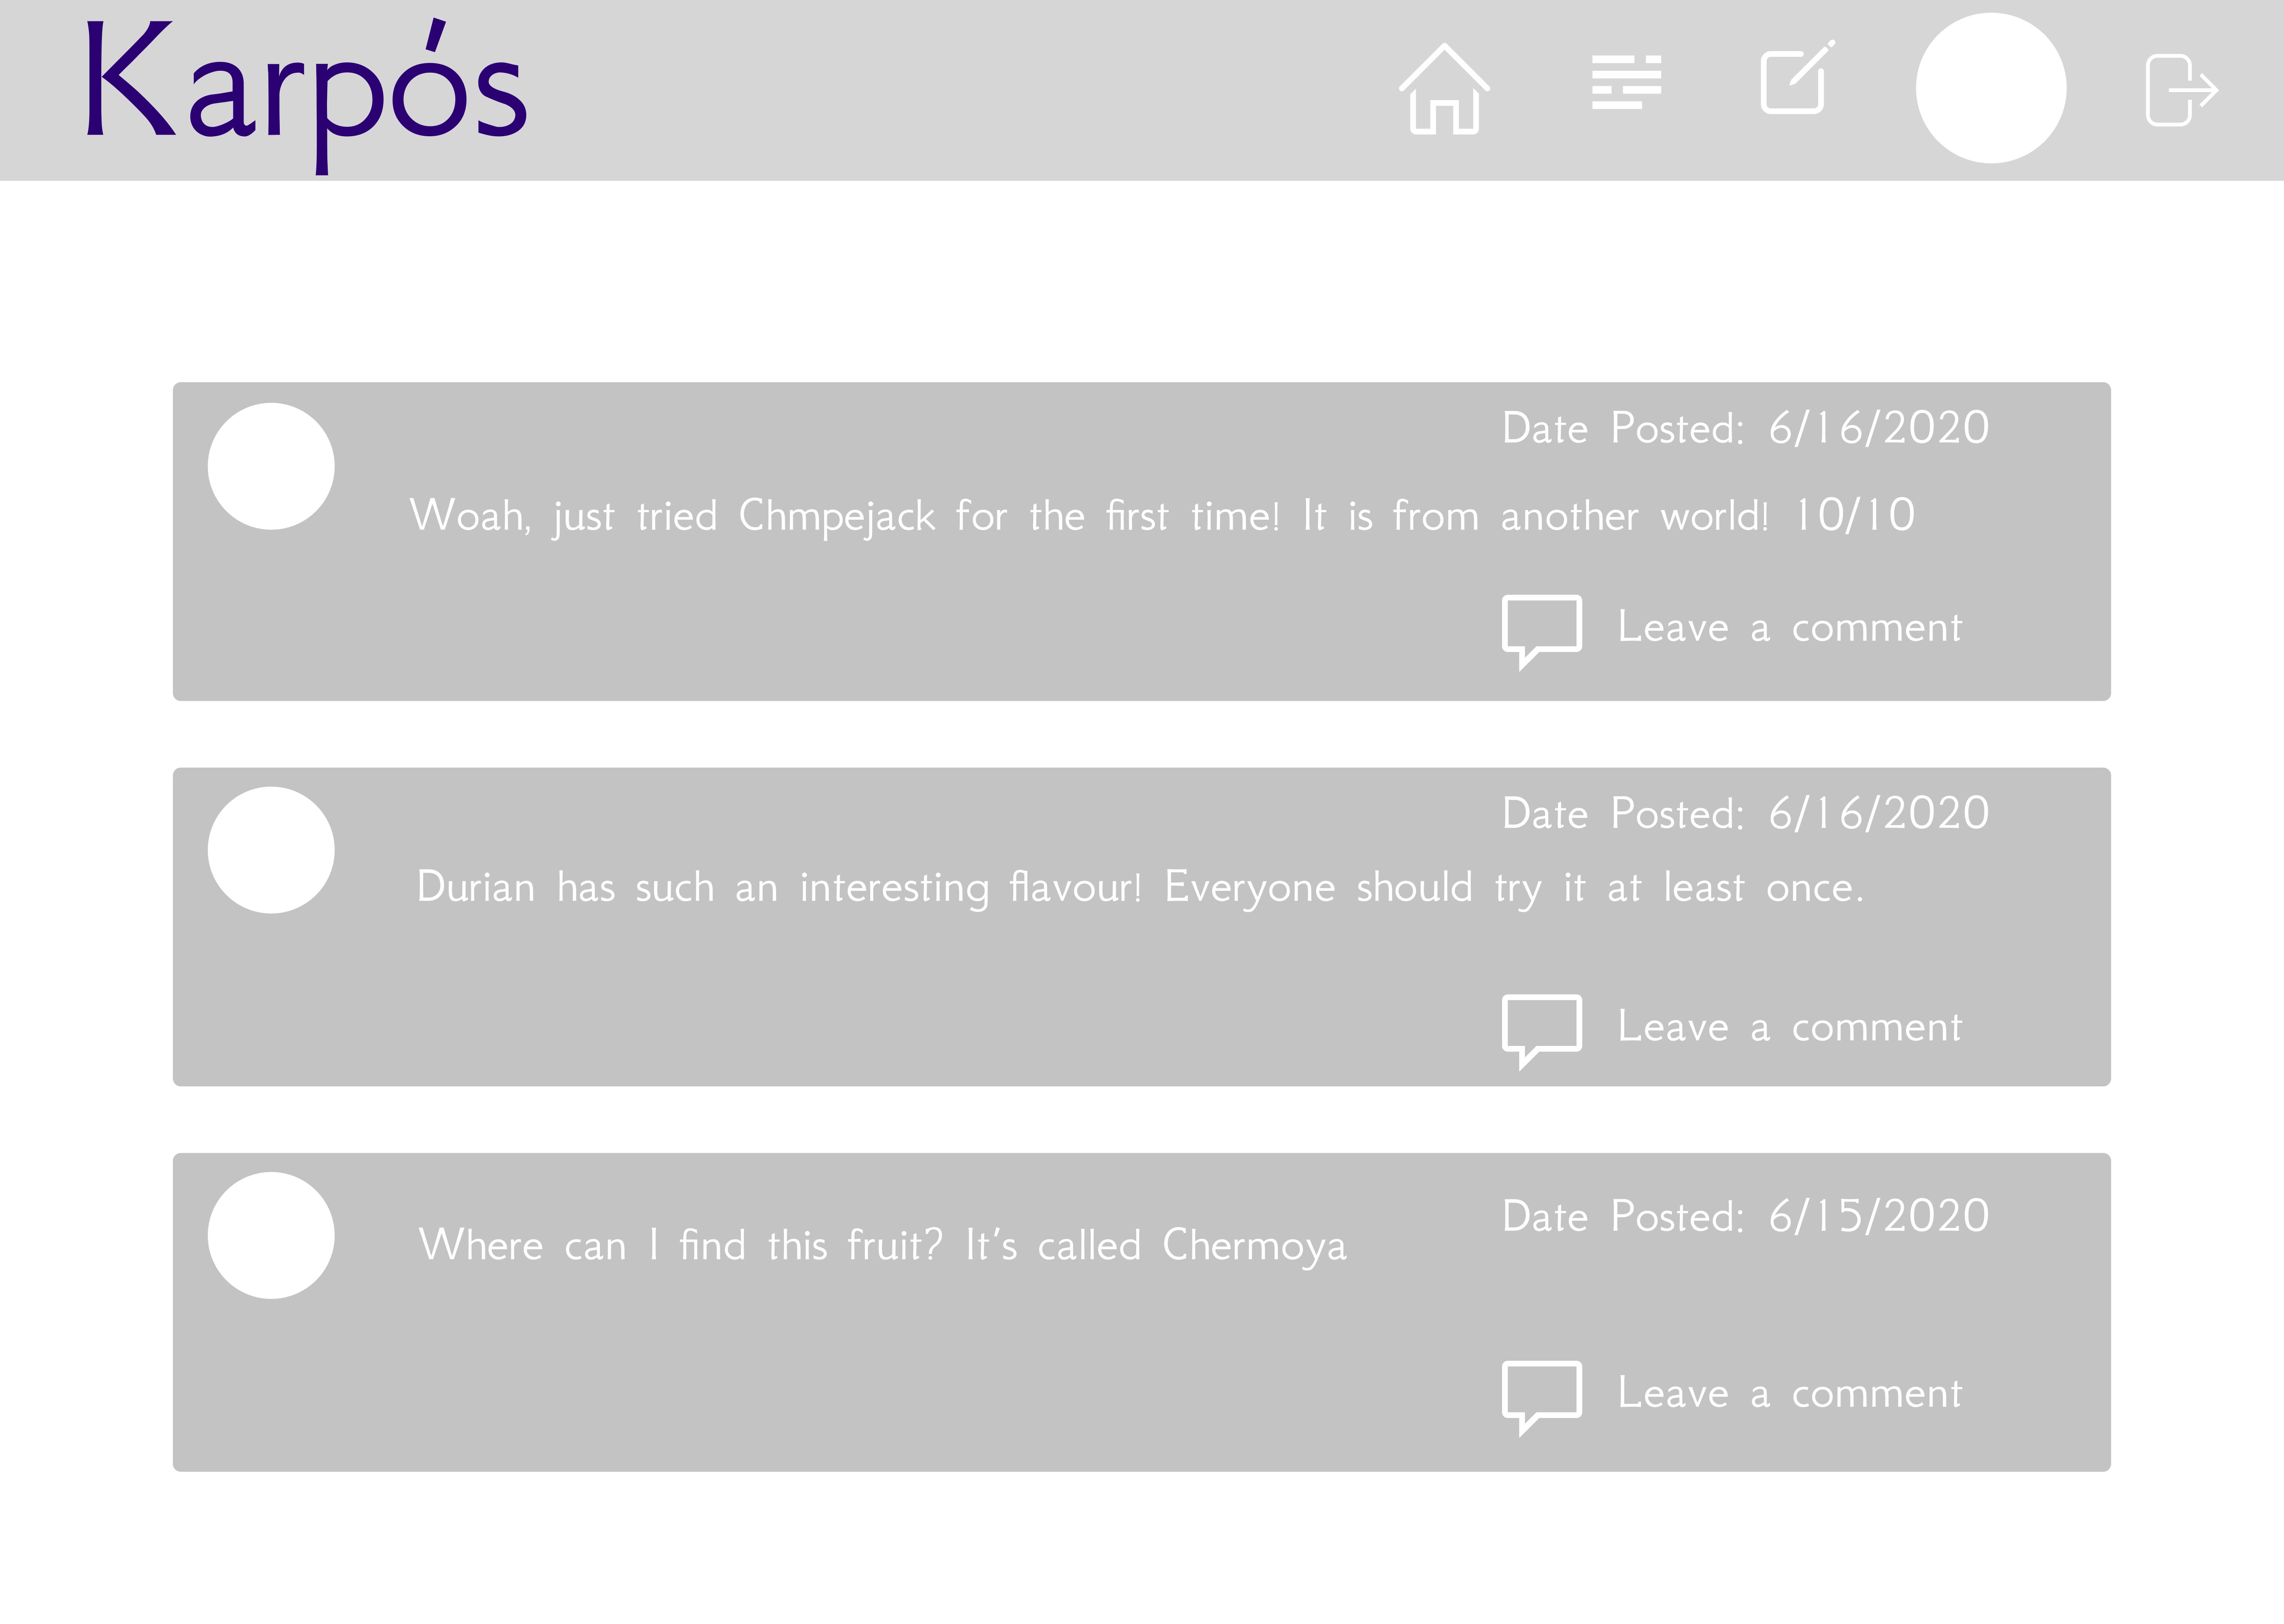 Karpós
Date Posted: 6/16/2020
Woah, just tried Chmpejack for the first time! It is from another world! 10/10
Leave a comment
Date Posted: 6/16/2020
Durian has such an interesting flavour! Everyone should try it at least once.
Leave a comment
Date Posted: 6/15/2020
Where can I find this fruit? It's called Chermoya
Leave a comment